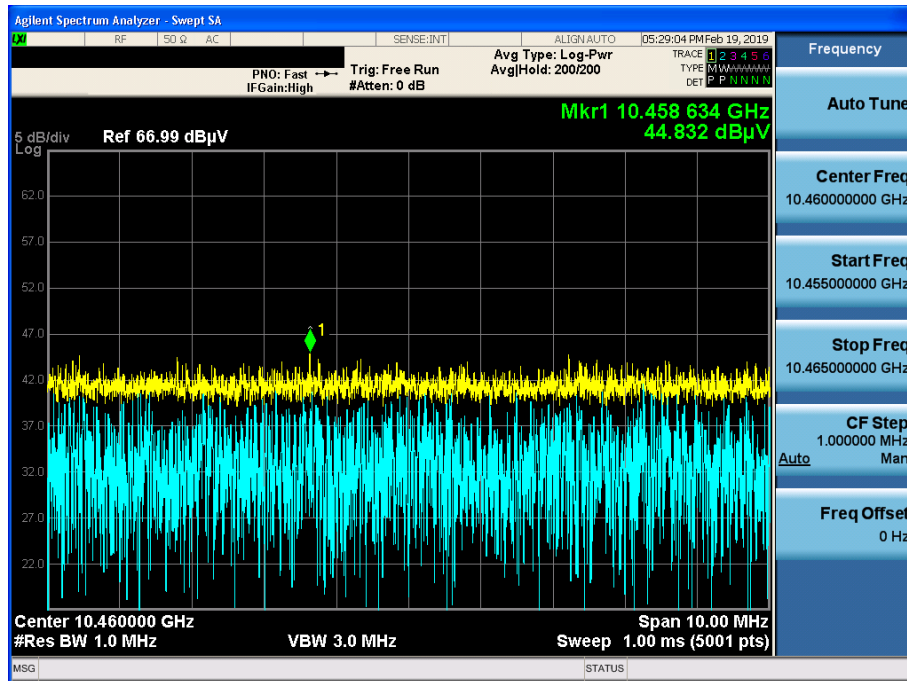 Agilent Spectrum Analyzer - Swept SA
LXI RF 50 Ω AC SENSE:INT ALIGN AUTO 05:29:04 PM Feb 19, 2019
PNO: Fast Trig: Free Run Avg Type: Log-Pwr TRACE 1 2 3 4 5 6
IFGain:High #Atten: 0 dB Avg|Hold: 200/200 TYPE M W W W W W
DET P P N N N N
Mkr1 10.458 634 GHz
44.832 dBµV
5 dB/div Ref 66.99 dBµV
Log
62.0
57.0
52.0
47.0
42.0
37.0
32.0
27.0
22.0
1
Center 10.460000 GHz Span 10.00 MHz
#Res BW 1.0 MHz VBW 3.0 MHz Sweep 1.00 ms (5001 pts)
MSG STATUS
Frequency
Auto Tune
Center Freq
10.460000000 GHz
Start Freq
10.455000000 GHz
Stop Freq
10.465000000 GHz
CF Step
1.000000 MHz
Auto Man
Freq Offset
0 Hz